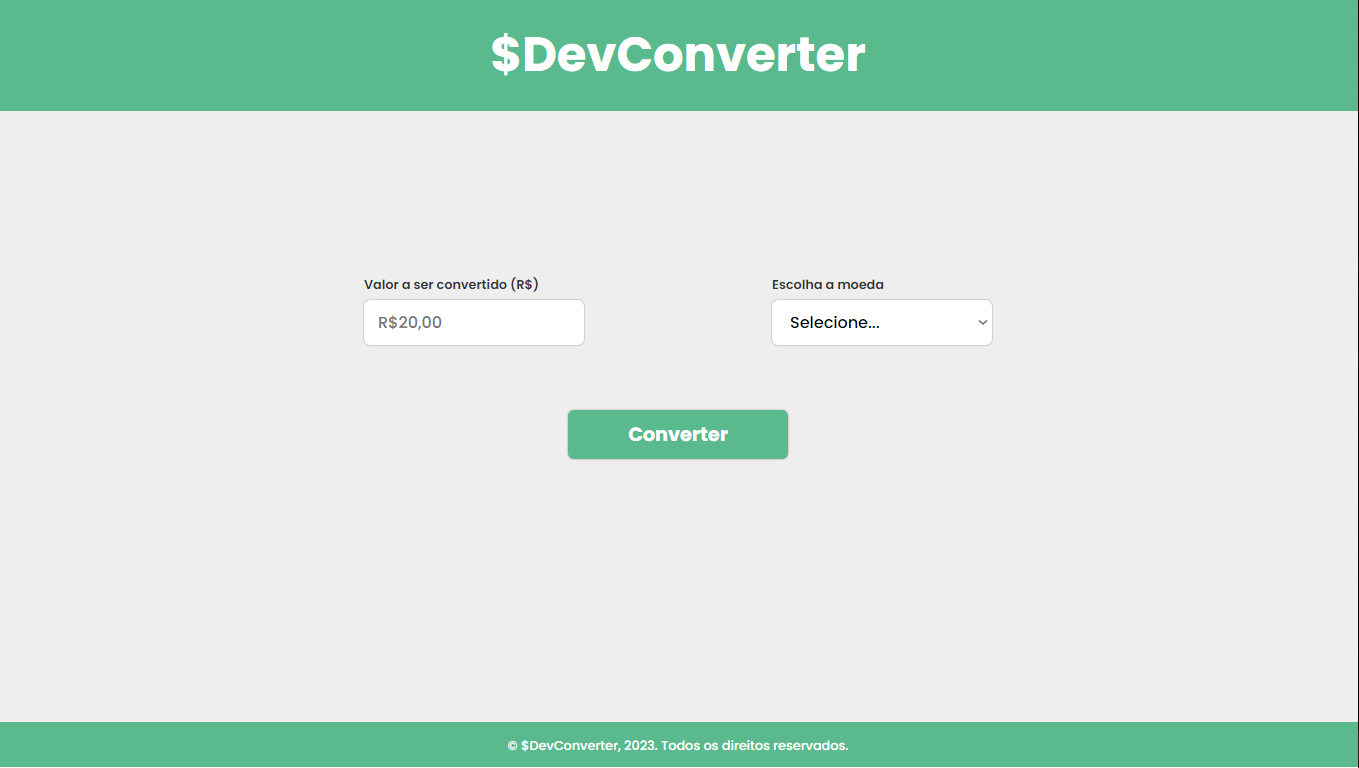 $DevConverter
Valor a ser convertido (R$)
Escolha a moeda
R$20,00
Selecione...
Converter
© $DevConverter, 2023. Todos os direitos reservados.